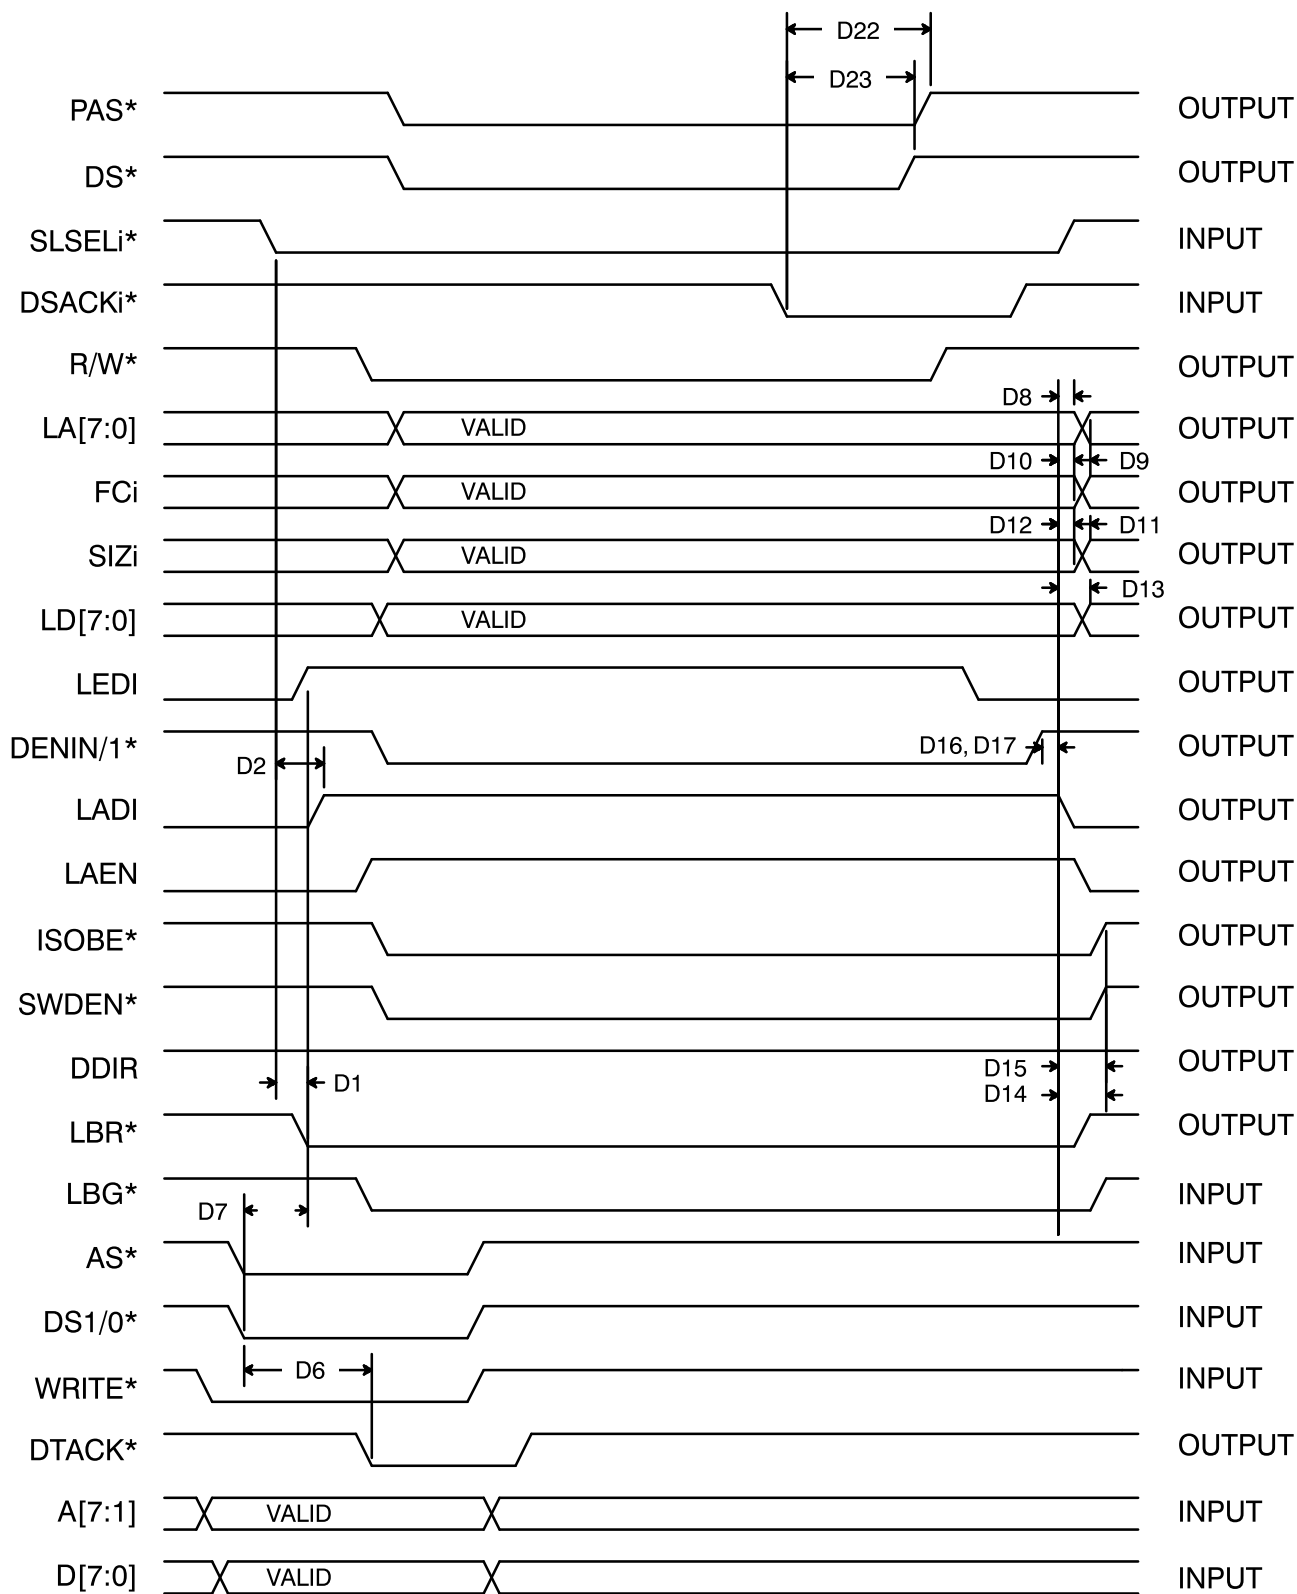 D22
D23
PAS* OUTPUT
DS* OUTPUT
SLSELi* INPUT
DSACKi* INPUT
R/W* OUTPUT
D8
LA[7:0] VALID OUTPUT
D10 D9
FCi VALID OUTPUT
D12 D11
SIZi VALID OUTPUT
D13
LD[7:0] VALID OUTPUT
LEDI OUTPUT
DENIN/1* D16, D17 OUTPUT
D2
LADI OUTPUT
LAEN OUTPUT
ISOBE* OUTPUT
SWDEN* OUTPUT
DDIR D15 OUTPUT
D1 D14
LBR* OUTPUT
LBG* INPUT
D7
AS* INPUT
DS1/0* INPUT
D6
WRITE* INPUT
DTACK* OUTPUT
A[7:1] VALID INPUT
D[7:0] VALID INPUT